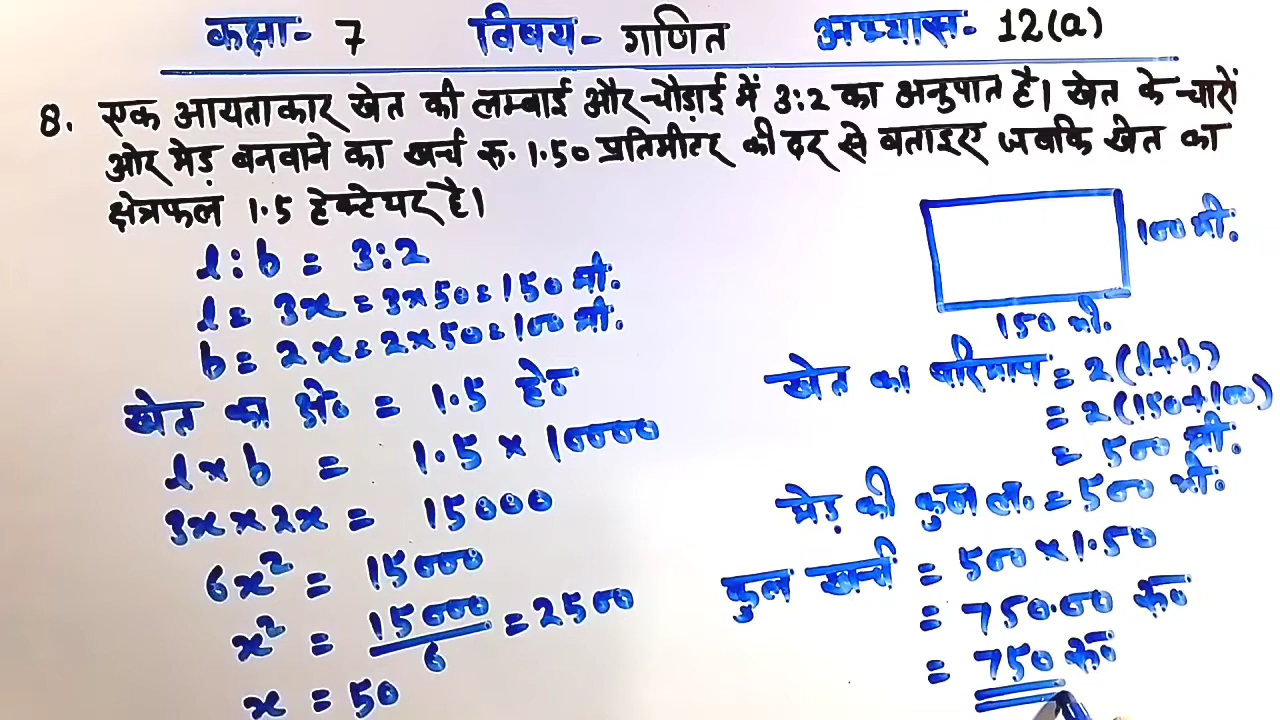 कक्षा- 7 विषय- गणित अभ्यास- 12(a)
8. एक आयताकार खेत की लम्बाई और चौड़ाई में 3:2 का अनुपात है। खेत के चारों
ओर मेड़ बनवाने का खर्च रू. 1.50 प्रतिमीटर की दर से बताइए जबकि खेत का
क्षेत्रफल 1.5 हेक्टेयर है।
l : b = 3:2
l = 3x = 3×50 = 150 मी.
b = 2x = 2×50 = 100 मी.
खेत का क्षे० = 1.5 हे०
l × b = 1.5 × 10000
3x × 2x = 15000
6x² = 15000
x² = 15000/6 = 2500
x = 50
100 मी.
150 मी.
खेत का परिमाप = 2(l+b)
= 2(150+100)
= 500 मी.
मेड़ की कुल ल. = 500 मी.
कुल खर्च = 500 × 1.50
= 750.00 रू०
= 750 रू०